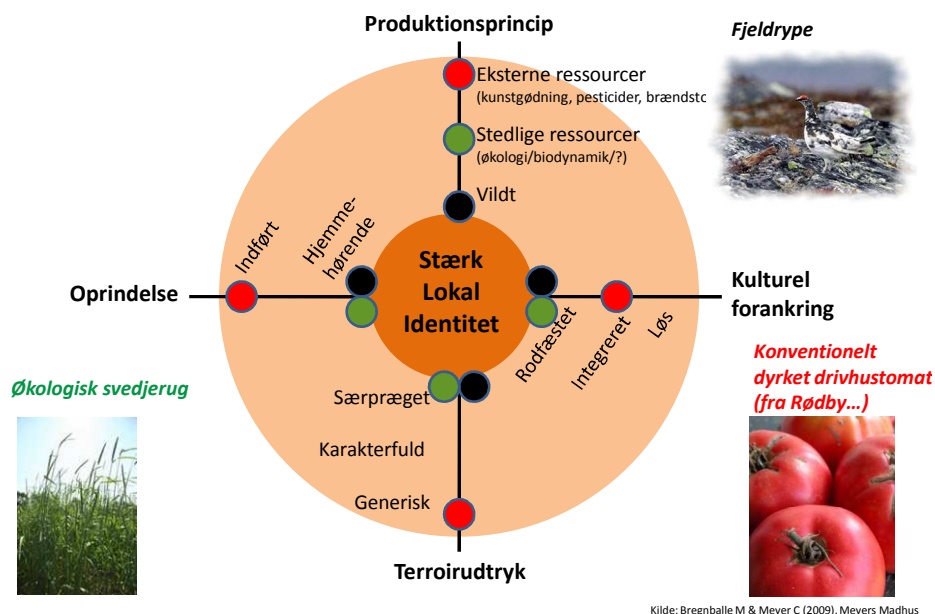 Produktionsprincip
Fjeldrype
Eksterne ressourcer
(kunstgødning, pesticider, brændsto
Stedlige ressourcer
(økologi/biodynamik/?)
Vildt
Indført
Hjemme-
hørende
Stærk
Lokal
Identitet
Oprindelse
Kulturel
forankring
Rodfæstet
Integreret
Løs
Økologisk svedjerug
Konventionelt
dyrket drivhustomat
(fra Rødby...)
Særpræget
Karakterfuld
Generisk
Terroirudtryk
Kilde: Bregnballe M & Meyer C (2009), Meyers Madhus